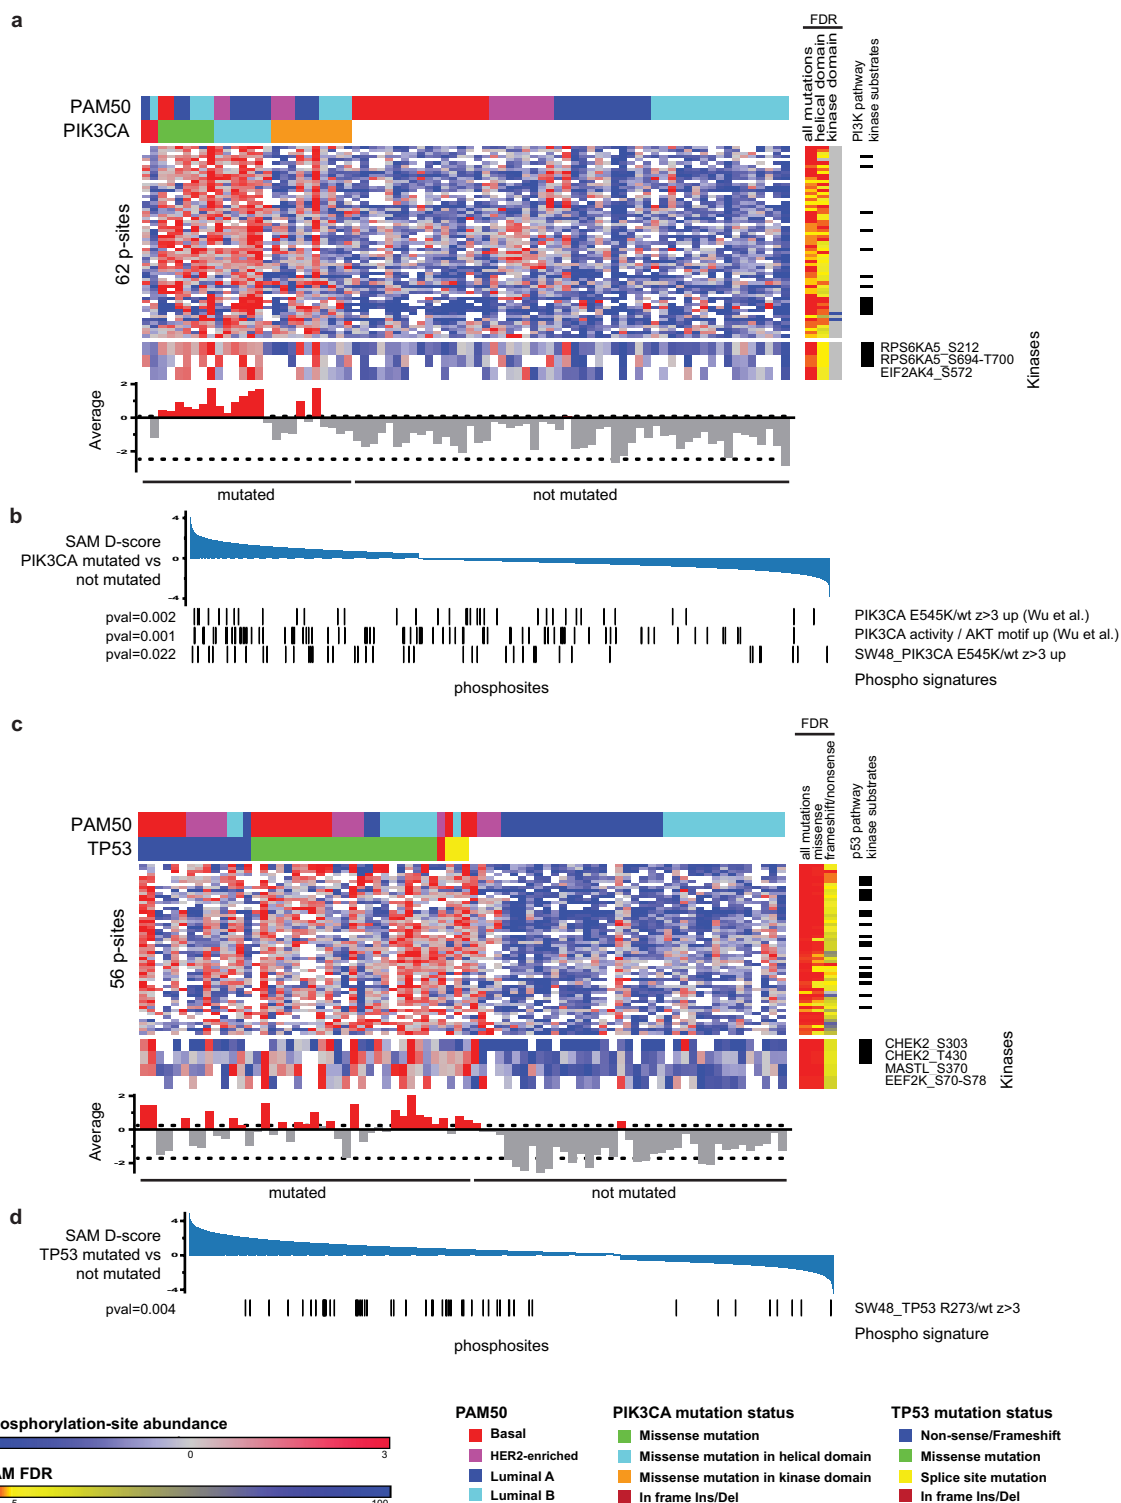 a
FDR
all mutations
helical domain
kinase domain
PI3K pathway
kinase substrates
PAM50
PIK3CA
62 p-sites
RPS6KA5_S212
RPS6KA5_S694-T700
EIF2AK4_S572
Kinases
Average
2
0
-2
mutated
not mutated
b
SAM D-score
PIK3CA mutated vs
not mutated
4
0
-4
pval=0.002
PIK3CA E545K/wt z>3 up (Wu et al.)
pval=0.001
PIK3CA activity / AKT motif up (Wu et al.)
pval=0.022
SW48_PIK3CA E545K/wt z>3 up
phosphosites
Phospho signatures
c
FDR
all mutations
missense
frameshift/nonsense
p53 pathway
kinase substrates
PAM50
TP53
56 p-sites
CHEK2_S303
CHEK2_T430
MASTL_S370
EEF2K_S70-S78
Kinases
Average
2
0
-2
mutated
not mutated
d
SAM D-score
TP53 mutated vs
not mutated
4
0
-4
pval=0.004
SW48_TP53 R273/wt z>3
phosphosites
Phospho signature
osphorylation-site abundance
0
3
AM FDR
5
100
PAM50
Basal
HER2-enriched
Luminal A
Luminal B
PIK3CA mutation status
Missense mutation
Missense mutation in helical domain
Missense mutation in kinase domain
In frame Ins/Del
TP53 mutation status
Non-sense/Frameshift
Missense mutation
Splice site mutation
In frame Ins/Del